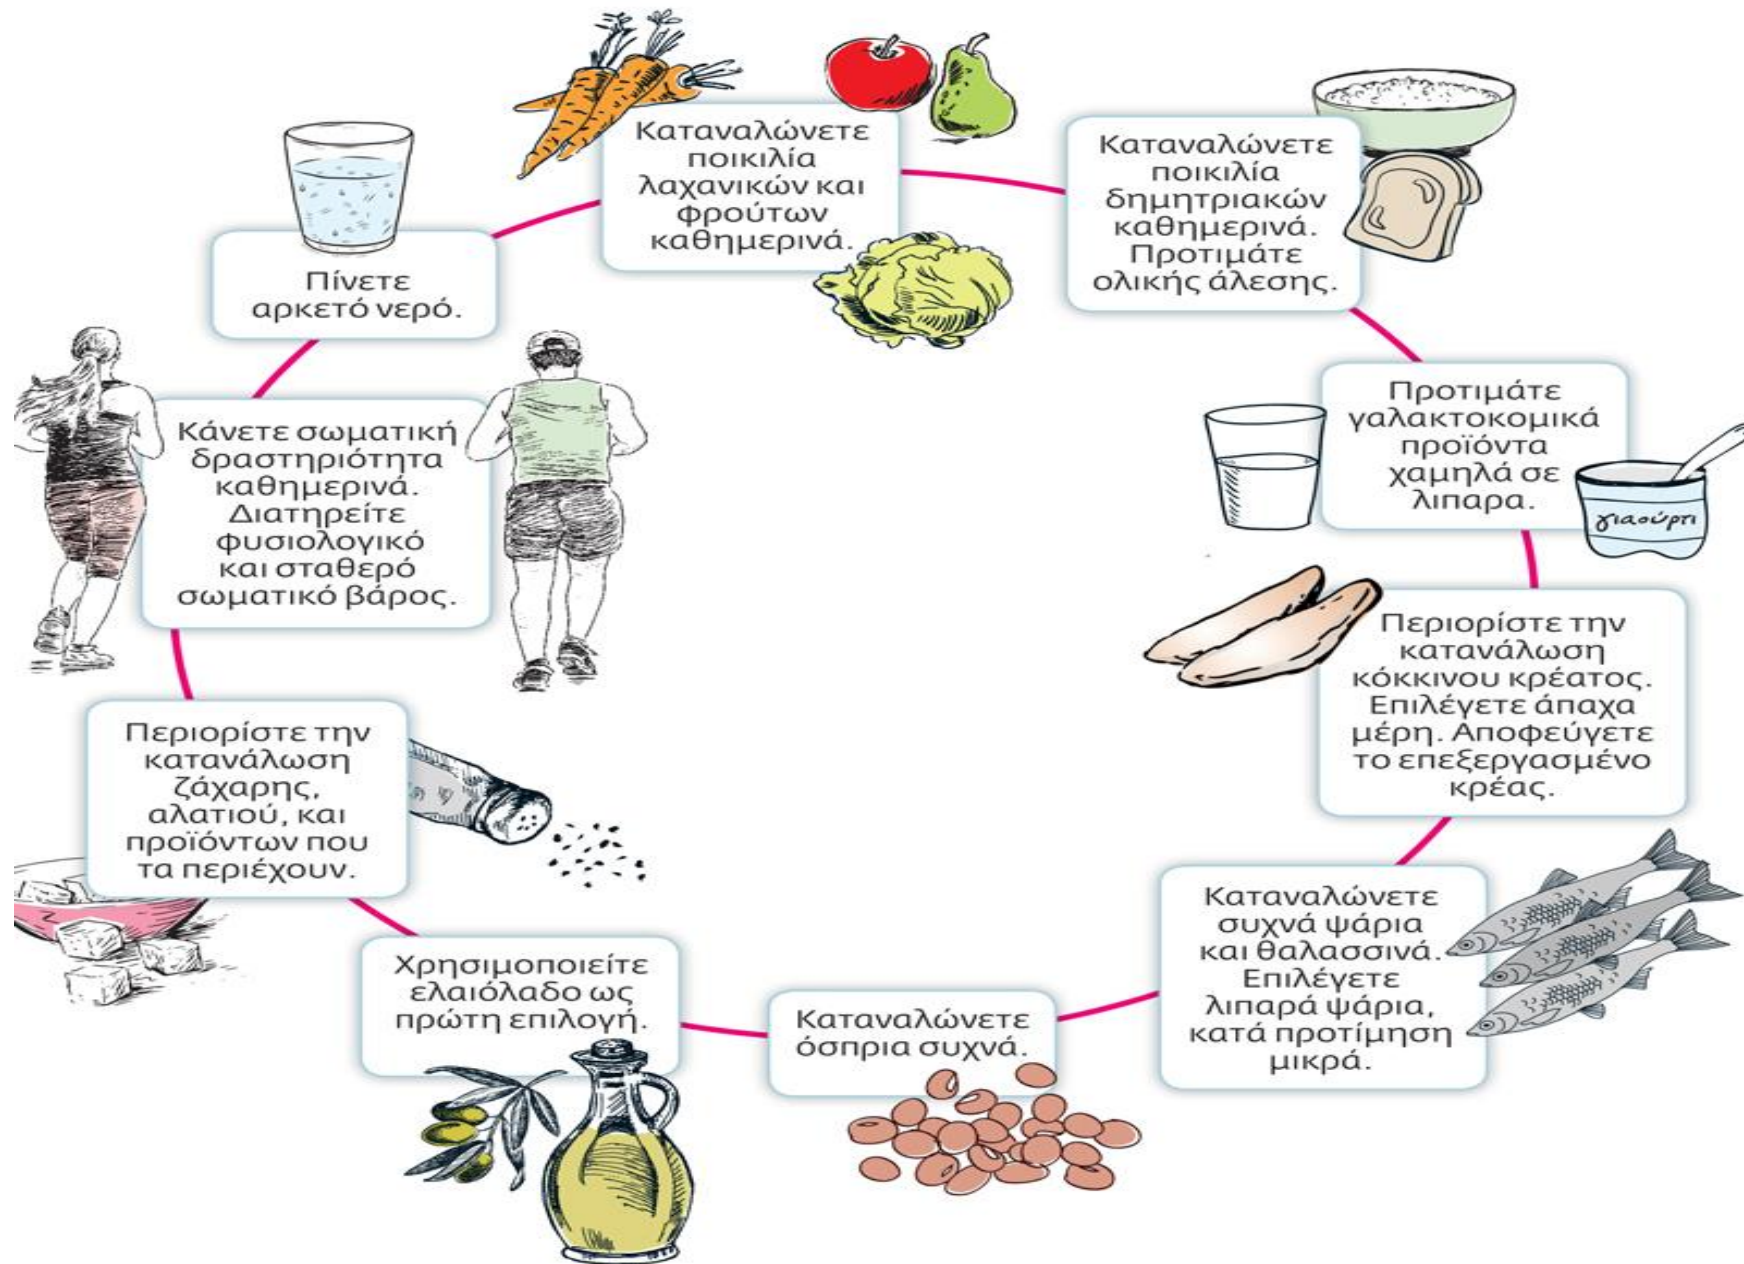 Καταναλώνετε
ποικιλία
λαχανικών και
φρούτων
καθημερινά.
Καταναλώνετε
ποικιλία
δημητριακών
καθημερινά.
Προτιμάτε
ολικής άλεσης.
Προτιμάτε
γαλακτοκομικά
προϊόντα
χαμηλά σε
λιπαρα.
γιαούρτι
Περιορίστε την
κατανάλωση
κόκκινου κρέατος.
Επιλέγετε άπαχα
μέρη. Αποφεύγετε
το επεξεργασμένο
κρέας.
Καταναλώνετε
συχνά ψάρια
και θαλασσινά.
Επιλέγετε
λιπαρά ψάρια,
κατά προτίμηση
μικρά.
Καταναλώνετε
όσπρια συχνά.
Χρησιμοποιείτε
ελαιόλαδο ως
πρώτη επιλογή.
Περιορίστε την
κατανάλωση
ζάχαρης,
αλατιού, και
προϊόντων που
τα περιέχουν.
Κάνετε σωματική
δραστηριότητα
καθημερινά.
Διατηρείτε
φυσιολογικό
και σταθερό
σωματικό βάρος.
Πίνετε
αρκετό νερό.